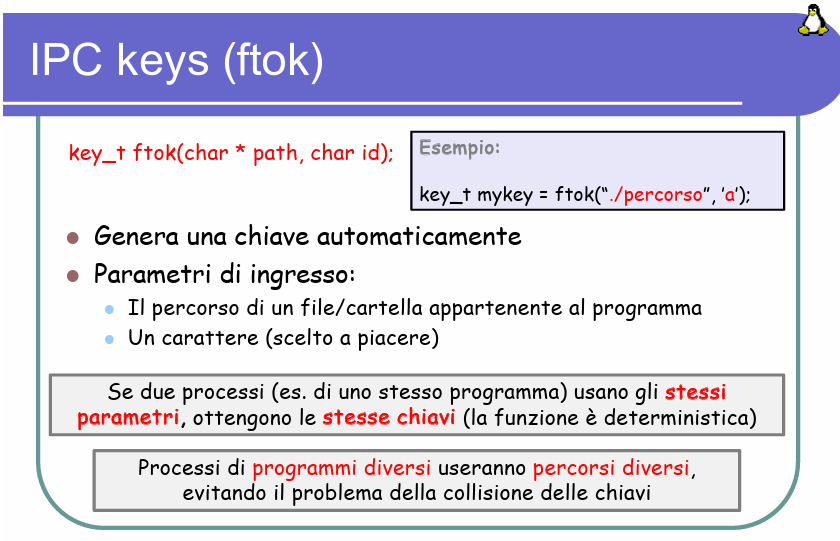 IPC keys (ftok)
key_t ftok(char * path, char id);
Esempio:
key_t mykey = ftok(“./percorso”, ’a’);
Genera una chiave automaticamente
Parametri di ingresso:
Il percorso di un file/cartella appartenente al programma
Un carattere (scelto a piacere)
Se due processi (es. di uno stesso programma) usano gli stessi
parametri, ottengono le stesse chiavi (la funzione è deterministica)
Processi di programmi diversi useranno percorsi diversi,
evitando il problema della collisione delle chiavi